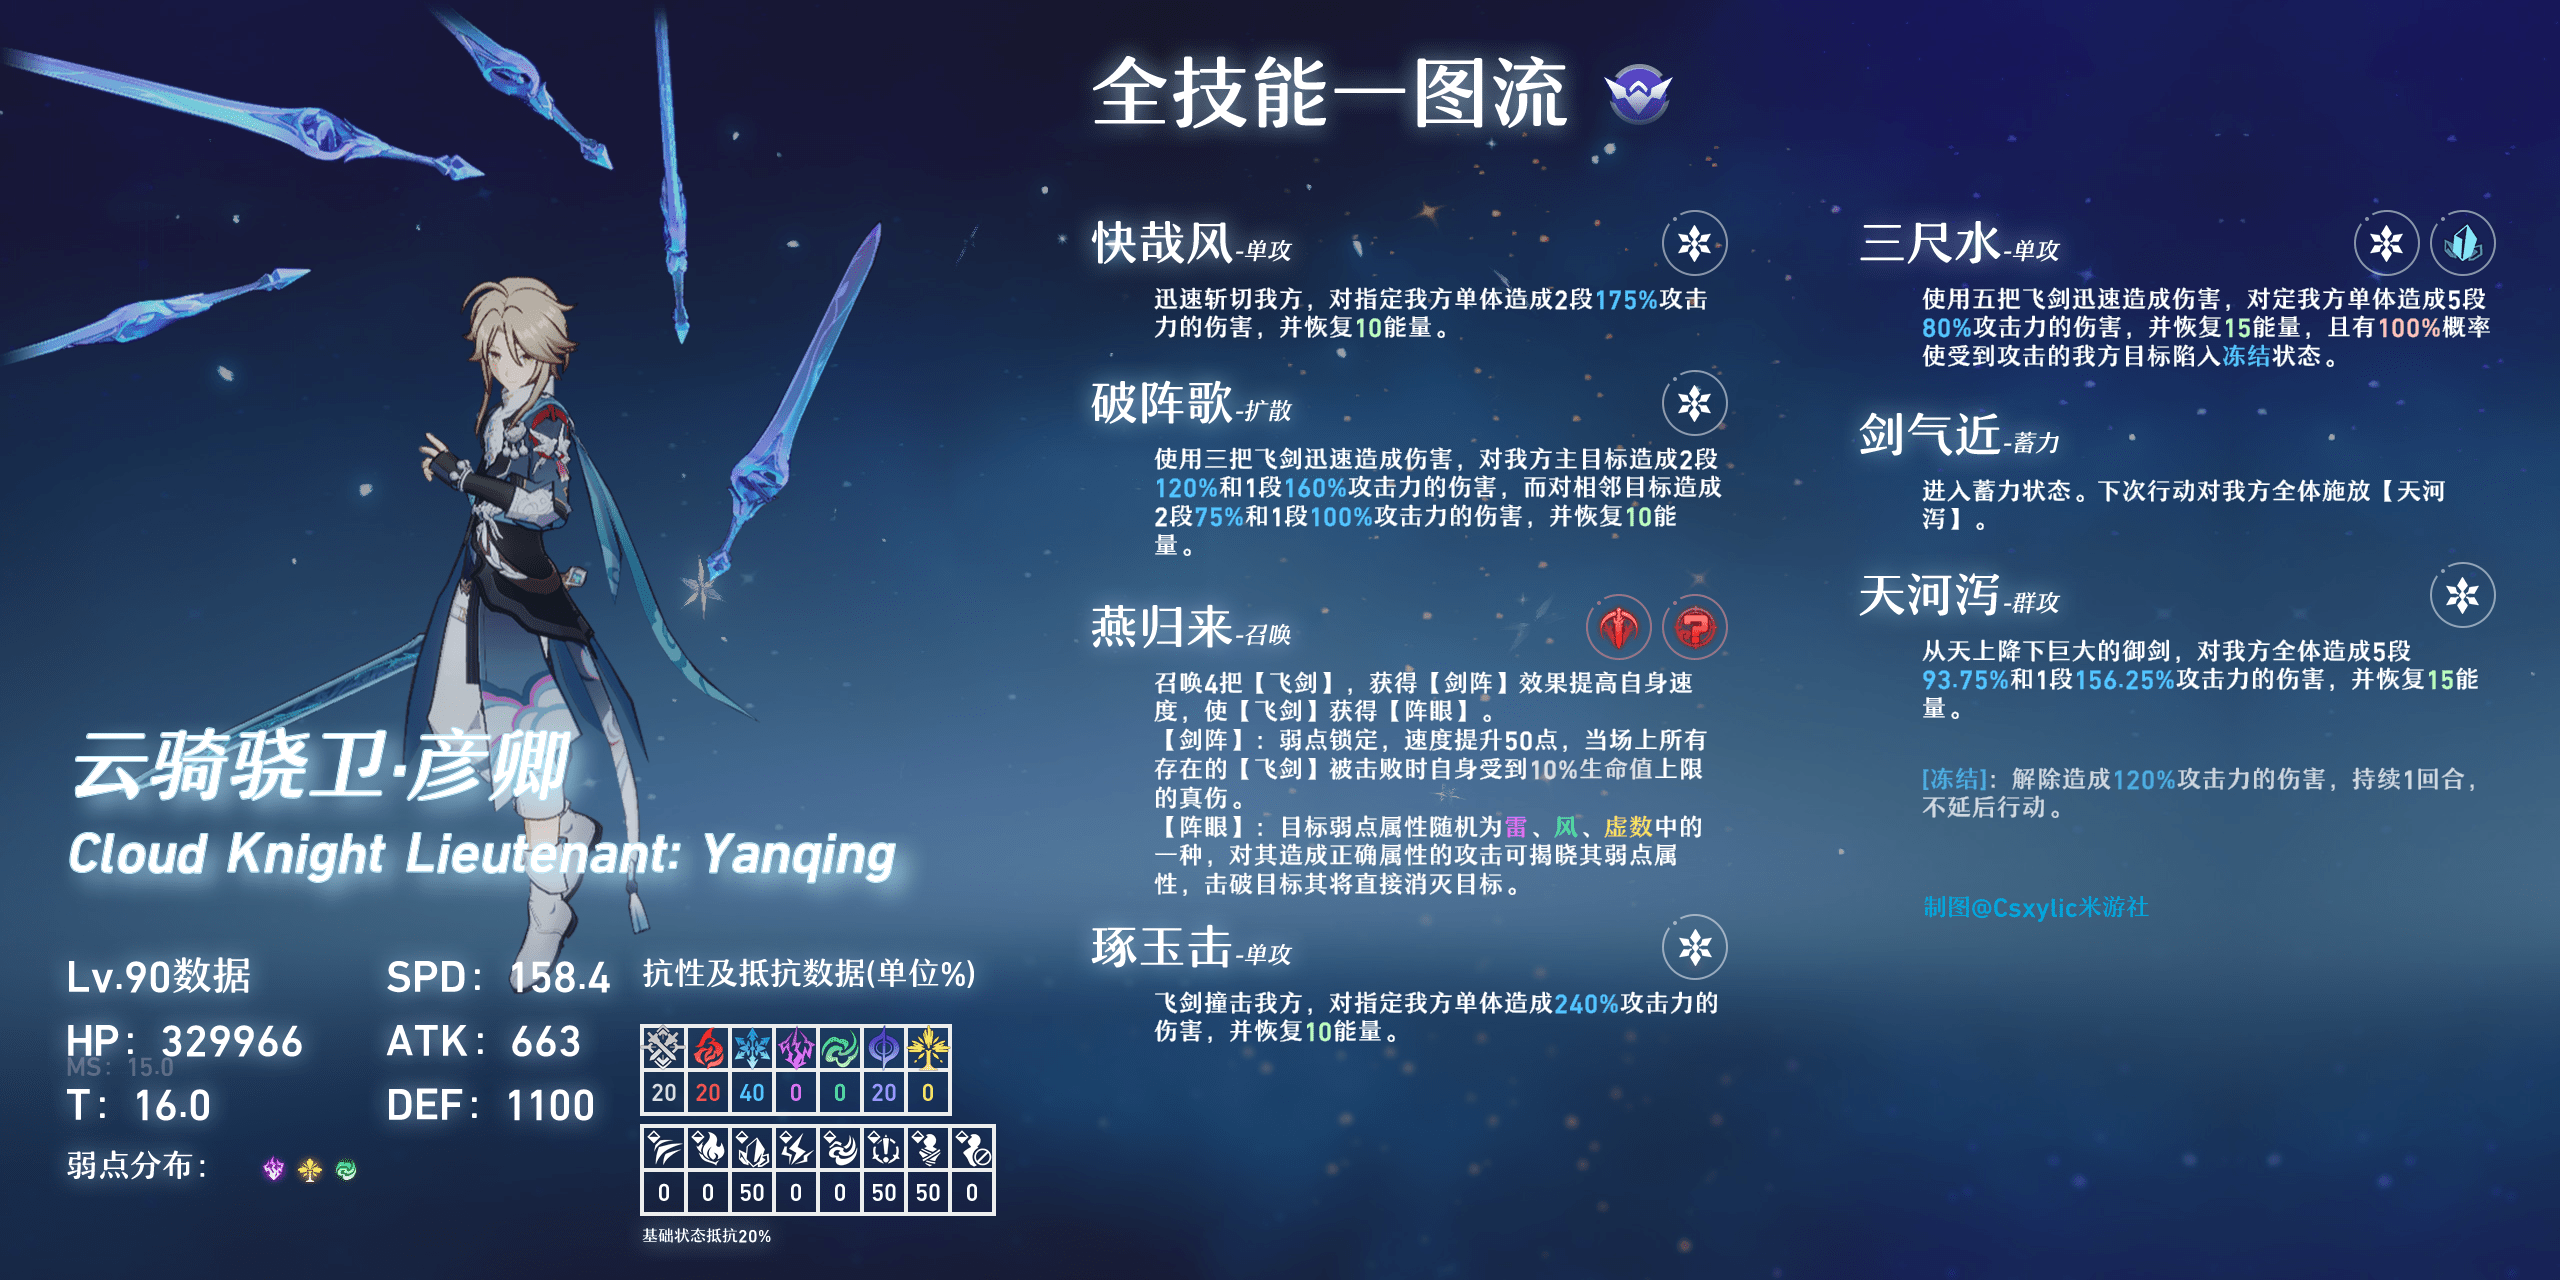 全技能一图流
快哉风-单攻
迅速斩切我方，对指定我方单体造成2段175%攻击
力的伤害，并恢复10能量。
破阵歌-扩散
使用三把飞剑迅速造成伤害，对我方主目标造成2段
120%和1段160%攻击力的伤害，而对相邻目标造成
2段75%和1段100%攻击力的伤害，并恢复10能
量。
燕归来-召唤
召唤4把【飞剑】，获得【剑阵】效果提高自身速
度，使【飞剑】获得【阵眼】。
【剑阵】：弱点锁定，速度提升50点，当场上所有
存在的【飞剑】被击败时自身受到10%生命值上限
的真伤。
【阵眼】：目标弱点属性随机为雷、风、虚数中的
一种，对其造成正确属性的攻击可揭晓其弱点属
性，击破目标其将直接消灭目标。
琢玉击-单攻
飞剑撞击我方，对指定我方单体造成240%攻击力的
伤害，并恢复10能量。
三尺水-单攻
使用五把飞剑迅速造成伤害，对定我方单体造成5段
80%攻击力的伤害，并恢复15能量，且有100%概率
使受到攻击的我方目标陷入冻结状态。
剑气近-蓄力
进入蓄力状态。下次行动对我方全体施放【天河
泻】。
天河泻-群攻
从天上降下巨大的御剑，对我方全体造成5段
93.75%和1段156.25%攻击力的伤害，并恢复15能
量。
[冻结]：解除造成120%攻击力的伤害，持续1回合，
不延后行动。
制图@Csxylic米游社
云骑骁卫·彦卿
Cloud Knight Lieutenant: Yanqing
Lv.90数据
SPD：158.4
HP：329966
ATK：663
MS：15.0
T：16.0
DEF：1100
弱点分布：
抗性及抵抗数据(单位%)
20 20 40 0 0 20 0
0 0 50 0 0 50 50 0
基础状态抵抗20%